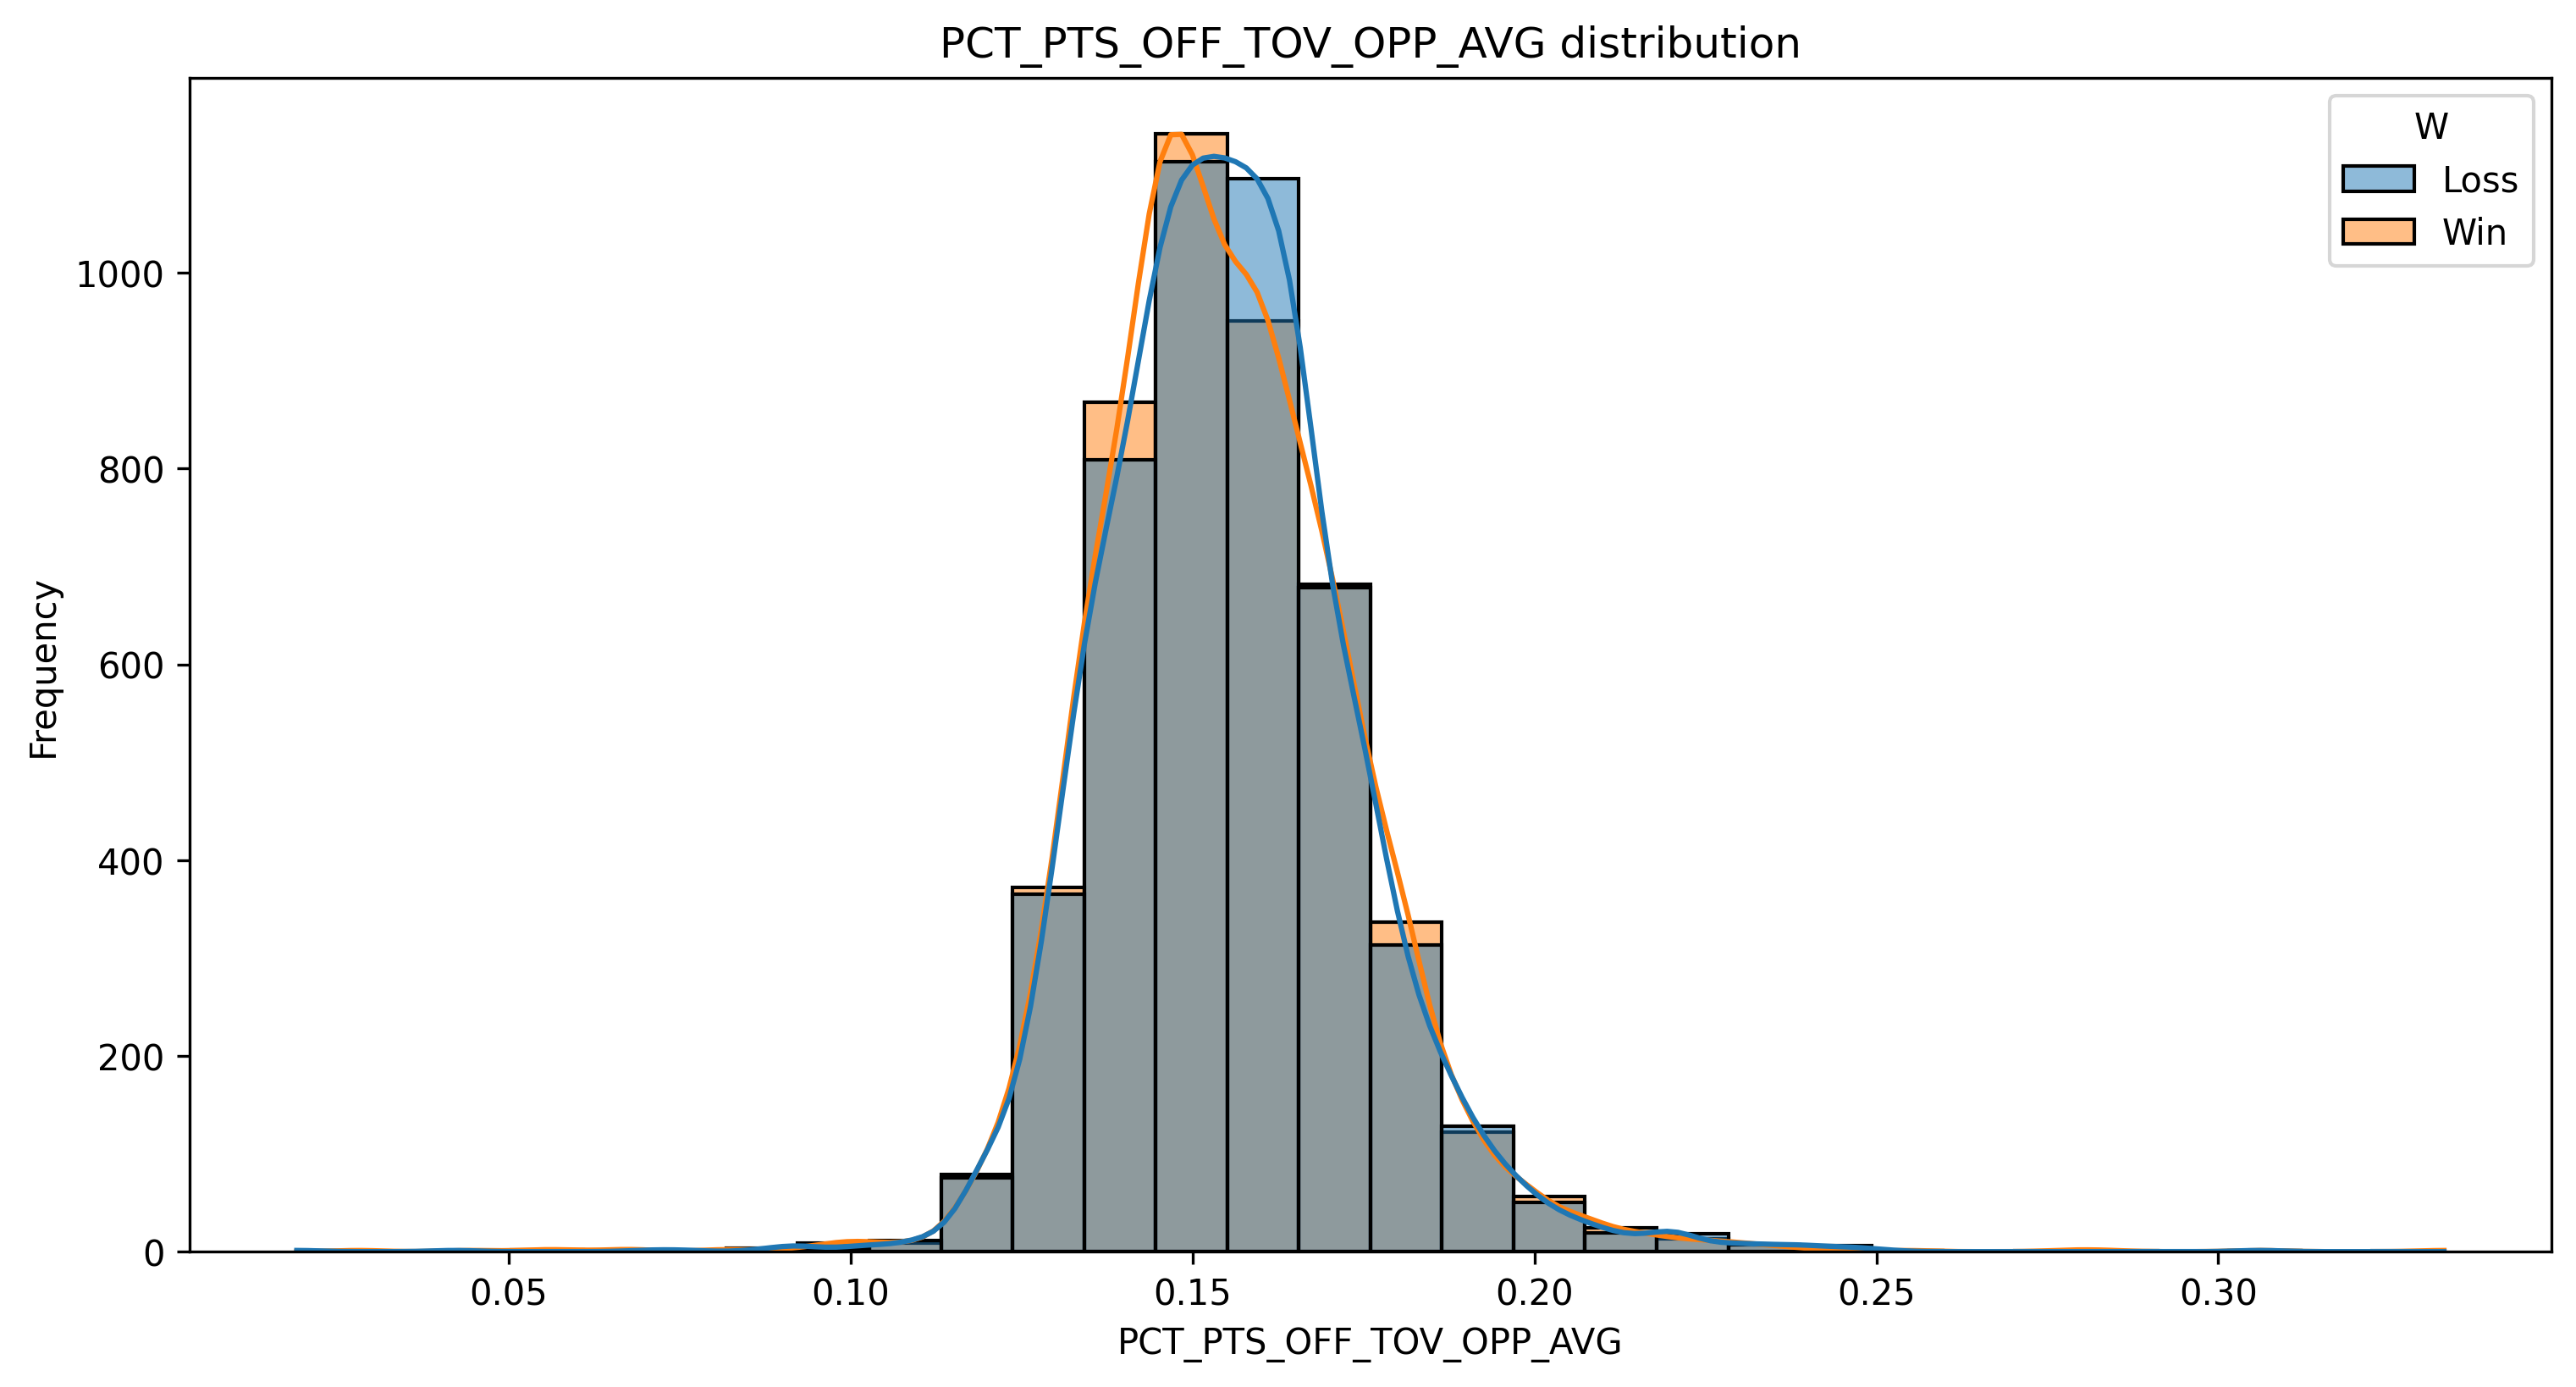 PCT_PTS_OFF_TOV_OPP_AVG distribution
W
Loss
Win
Frequency
1000
800
600
400
200
0
0.05 0.10 0.15 0.20 0.25 0.30
PCT_PTS_OFF_TOV_OPP_AVG